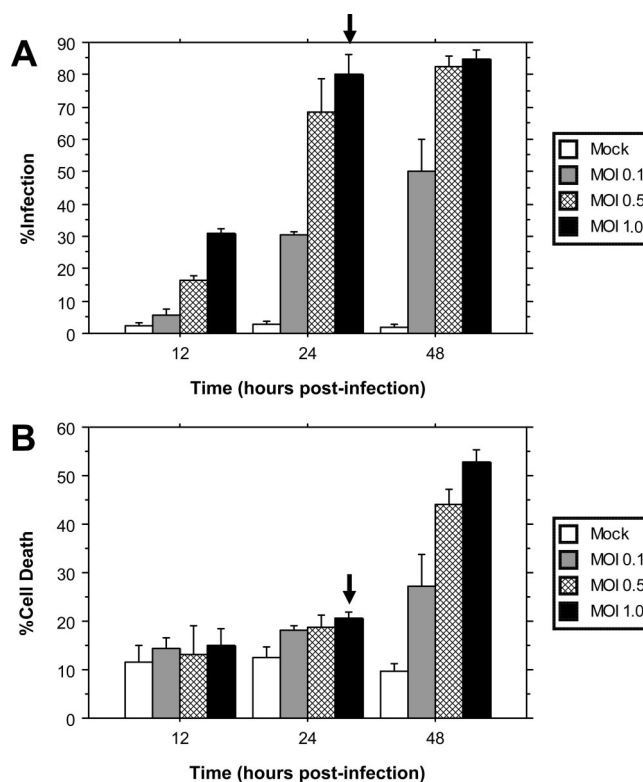 A
90
80
70
60
50
40
30
20
10
0
%Infection
12 24 48
Time (hours post-infection)
Mock
MOI 0.1
MOI 0.5
MOI 1.0
B
60
50
40
30
20
10
0
%Cell Death
12 24 48
Time (hours post-infection)
Mock
MOI 0.1
MOI 0.5
MOI 1.0